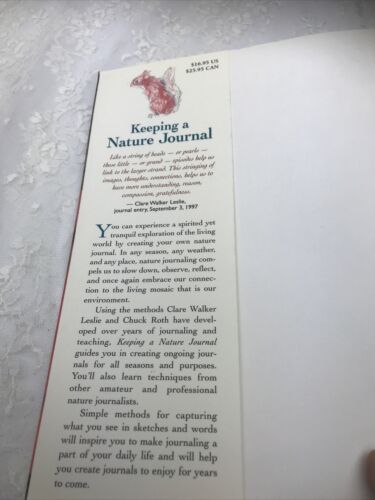 $16.95 US
$25.95 CAN
Keeping a
Nature Journal
Like a string of beads — or pearls —
these little — or grand — episodes help us
link to the larger strand. This stringing of
images, thoughts, connections, helps us to
have more understanding, reason,
compassion, gratefulness.
— Clare Walker Leslie,
journal entry, September 3, 1997
You can experience a spirited yet
tranquil exploration of the living
world by creating your own nature
journal. In any season, any weather,
and any place, nature journaling com-
pels us to slow down, observe, reflect,
and once again embrace our connec-
tion to the living mosaic that is our
environment.
Using the methods Clare Walker
Leslie and Chuck Roth have devel-
oped over years of journaling and
teaching, Keeping a Nature Journal
guides you in creating ongoing jour-
nals for all seasons and purposes.
You'll also learn techniques from
other amateur and professional
nature journalists.
Simple methods for capturing
what you see in sketches and words
will inspire you to make journaling a
part of your daily life and will help
you create journals to enjoy for years
to come.